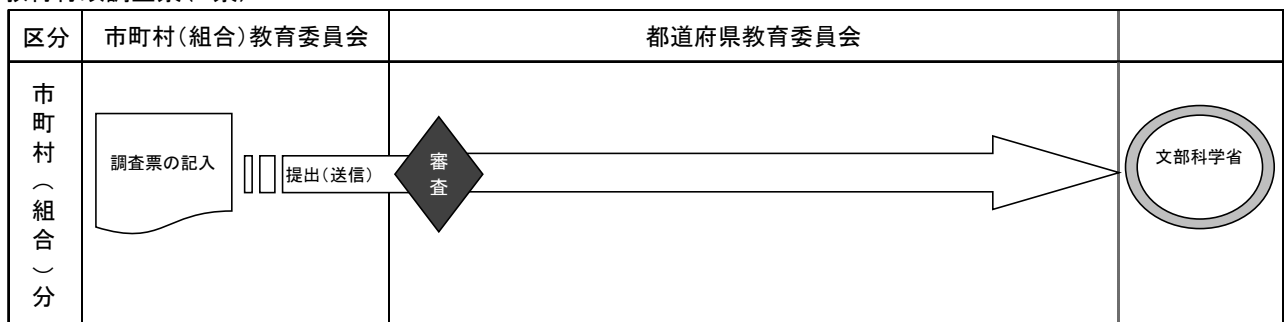 区分
市町村(組合)教育委員会
都道府県教育委員会
市町村(組合)分
調査票の記入
提出(送信)
審査
文部科学省